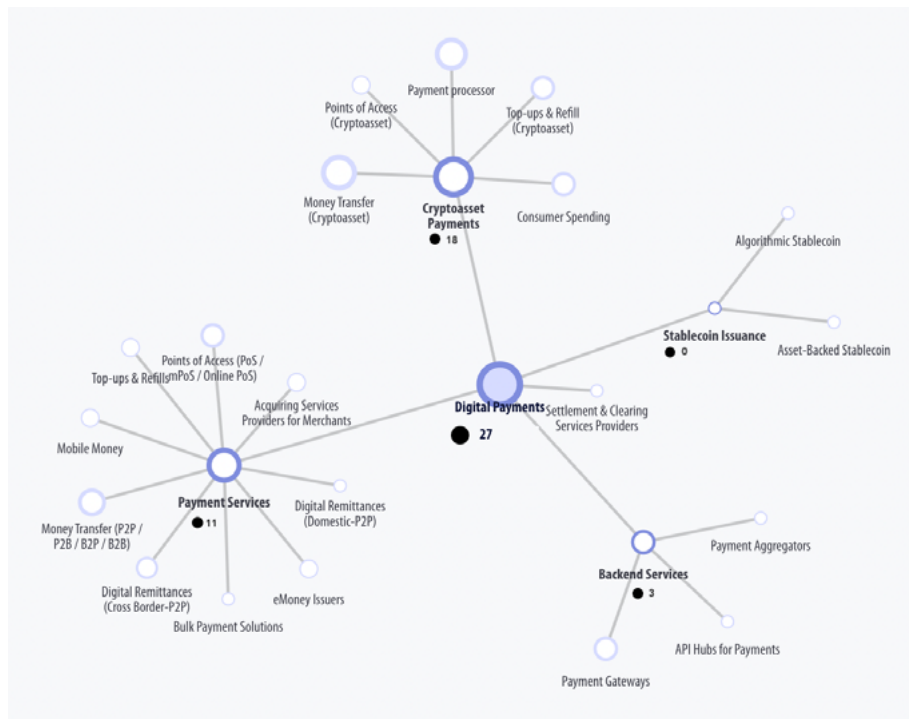 Payment processor
Points of Access
(Cryptoasset)
Top-ups & Refill
(Cryptoasset)
Money Transfer
(Cryptoasset)
Cryptoasset
Payments
18
Consumer Spending
Algorithmic Stablecoin
Stablecoin Issuance
0
Asset-Backed Stablecoin
Digital Payments
27
Settlement & Clearing
Services Providers
Points of Access (PoS /
mPoS / Online PoS)
Top-ups & Refills
Acquiring Services
Providers for Merchants
Mobile Money
Payment Services
11
Digital Remittances
(Domestic-P2P)
Money Transfer (P2P /
P2B / B2P / B2B)
Digital Remittances
(Cross Border-P2P)
eMoney Issuers
Bulk Payment Solutions
Backend Services
3
Payment Aggregators
API Hubs for Payments
Payment Gateways